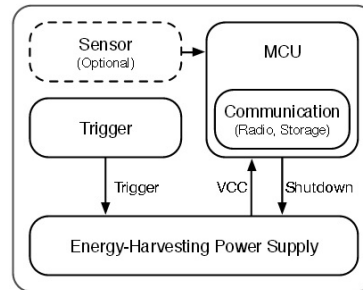 Sensor
(Optional)
MCU
Communication
(Radio, Storage)
Trigger
Trigger
VCC
Shutdown
Energy-Harvesting Power Supply